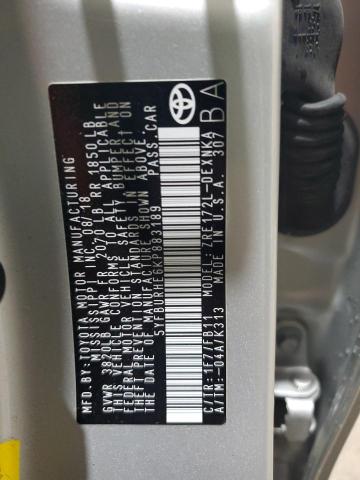 MFD.BY:TOYOTA MOTOR MANUFACTURING
MISSISSIPPI INC. 08/18
GVWR 3820LB GAWR FR 2070 LB RR 1850LB
THIS VEHICLE CONFORMS TO ALL APPLICABLE
FEDERAL MOTOR VEHICLE SAFETY, BUMPER, AND
THEFT PREVENTION STANDARDS IN EFFECT ON
THE DATE OF MANUFACTURE SHOWN ABOVE.
5YFBURHE6KP883189 PASS.CAR
C/TR:1F7/FB11
A/TM:-04A/K313
MODEL:ZRE172L-DEXNKA
MADE IN U.S.A. 307
BA